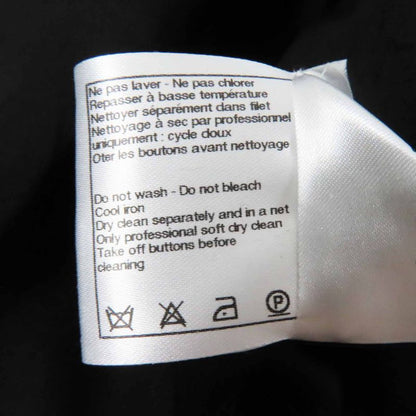 Ne pas laver - Ne pas chlorer
Repasser à basse température
Nettoyer séparément dans filet
Nettoyage à sec par professionnel
uniquement : cycle doux
Oter les boutons avant nettoyage
Do not wash - Do not bleach
Cool iron
Dry clean separately and in a net
Only professional soft dry clean
Take off buttons before
cleaning
P